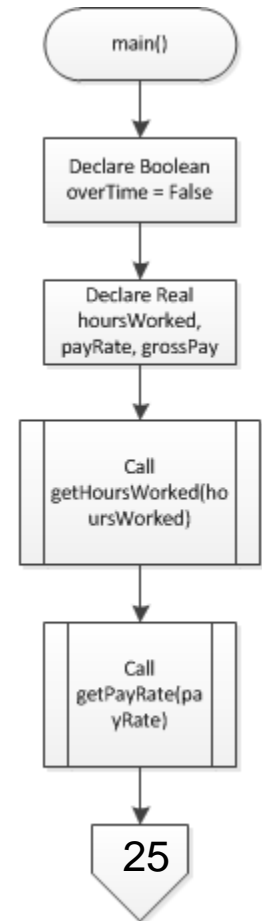 main()
Declare Boolean
overTime = False
Declare Real
hoursWorked,
payRate, grossPay
Call
getHoursWorked(ho
ursWorked)
Call
getPayRate(pa
yRate)
25